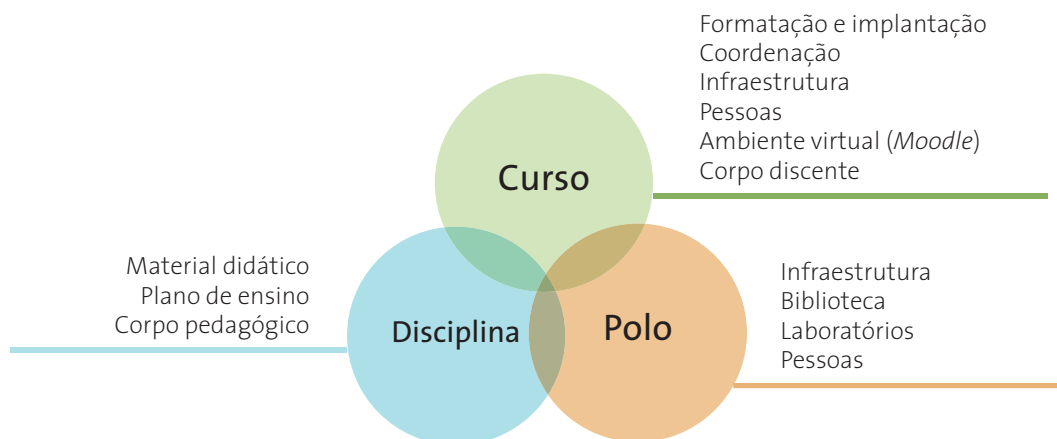 Formatação e implantação
Coordenação
Infraestrutura
Pessoas
Ambiente virtual (Moodle)
Corpo discente
Curso
Material didático
Plano de ensino
Corpo pedagógico
Disciplina
Polo
Infraestrutura
Biblioteca
Laboratórios
Pessoas